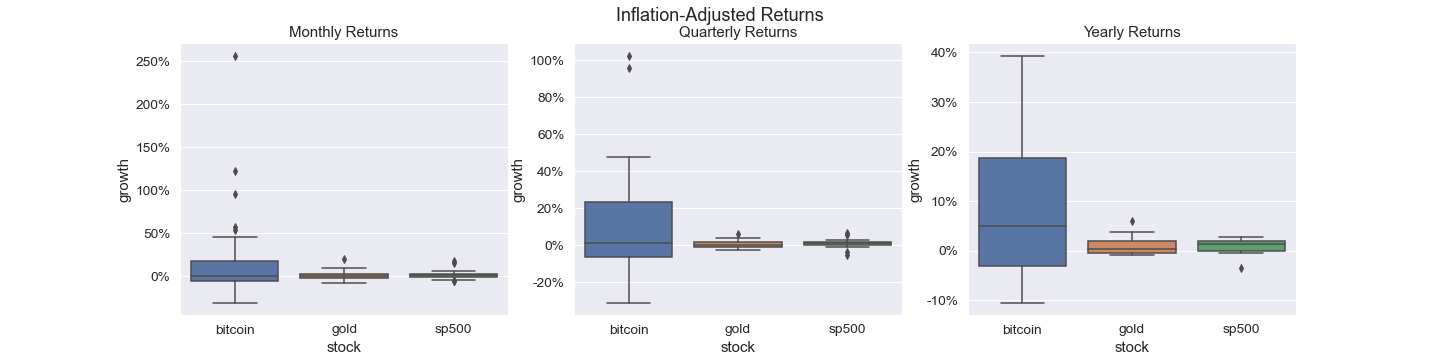 Inflation-Adjusted Returns
Monthly Returns
250%
200%
150%
100%
50%
0%
growth
bitcoin gold sp500
stock
Quarterly Returns
100%
80%
60%
40%
20%
0%
-20%
growth
bitcoin gold sp500
stock
Yearly Returns
40%
30%
20%
10%
0%
-10%
growth
bitcoin gold sp500
stock